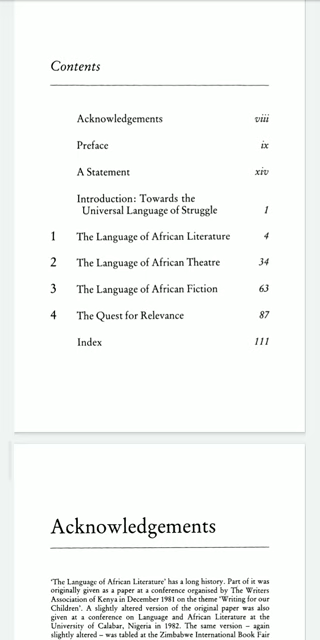 Contents
Acknowledgements viii
Preface ix
A Statement xiv
Introduction: Towards the
Universal Language of Struggle 1
1 The Language of African Literature 4
2 The Language of African Theatre 34
3 The Language of African Fiction 63
4 The Quest for Relevance 87
Index 111
Acknowledgements
'The Language of African Literature' has a long history. Part of it was
originally given as a paper at a conference organised by The Writers
Association of Kenya in December 1981 on the theme 'Writing for our
Children'. A slightly altered version of the original paper was also
given at a conference on Language and African Literature at the
University of Calabar, Nigeria in 1982. The same version – again
slightly altered – was tabled at the Zimbabwe International Book Fair